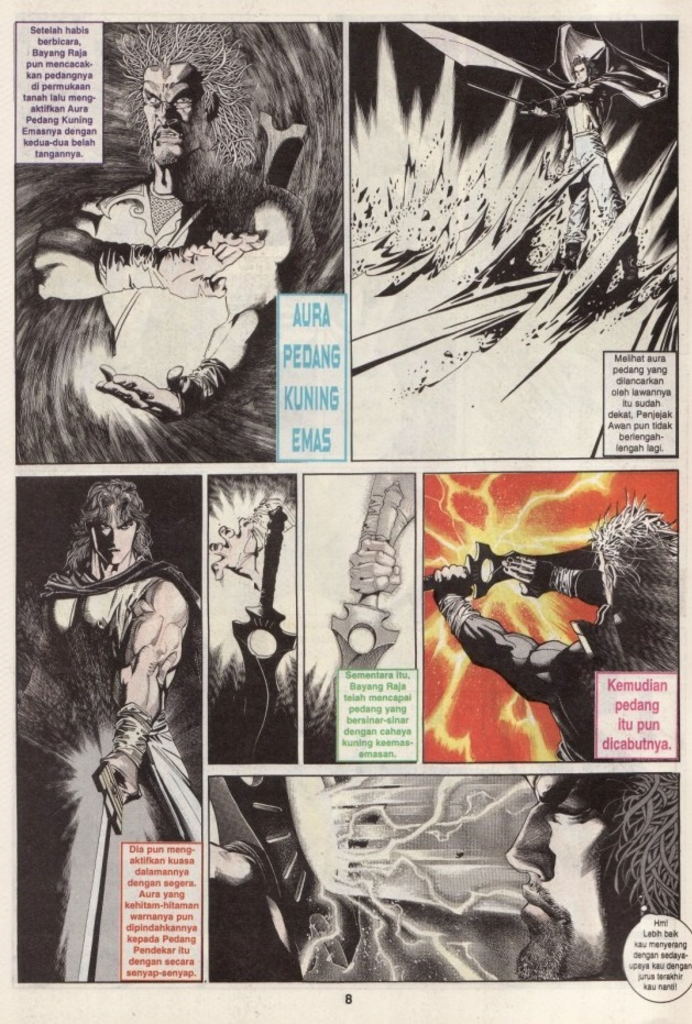 Setelah habis
berbicara,
Bayang Raja
pun mencacak-
kan pedangnya
di permukaan
tanah lalu meng-
aktifkan Aura
Pedang Kuning
Emasnya dengan
kedua-dua belah
tangannya.
AURA
PEDANG
KUNING
EMAS
Melihat aura
pedang yang
dilancarkan
oleh lawannya
itu sudah
dekat, Penjejak
Awan pun tidak
berlengah-
lengah lagi.
Dia pun meng-
aktifkan kuasa
dalamannya
dengan segera.
Aura yang
kehitam-hitaman
warnanya pun
dipindahkannya
kepada Pedang
Pendekar itu
dengan secara
senyap-senyap.
Sementara itu,
Bayang Raja
telah mencapai
pedang yang
bersinar-sinar
dengan cahaya
kuning keemas-
emasan.
Kemudian
pedang
itu pun
dicabutnya.
Hm!
Lebih baik
kau menyerang
dengan sedaya-
upaya kau dengan
jurus terakhir
kau nanti!
8